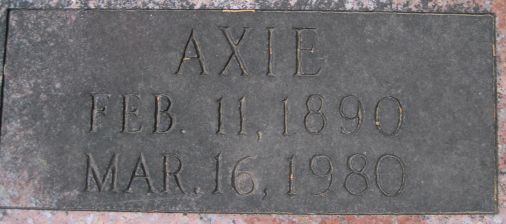 AXIE
FEB. 11, 1890
MAR. 16, 1980